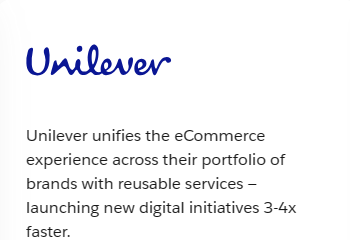 Unilever
Unilever unifies the eCommerce
experience across their portfolio of
brands with reusable services –
launching new digital initiatives 3-4x
faster.